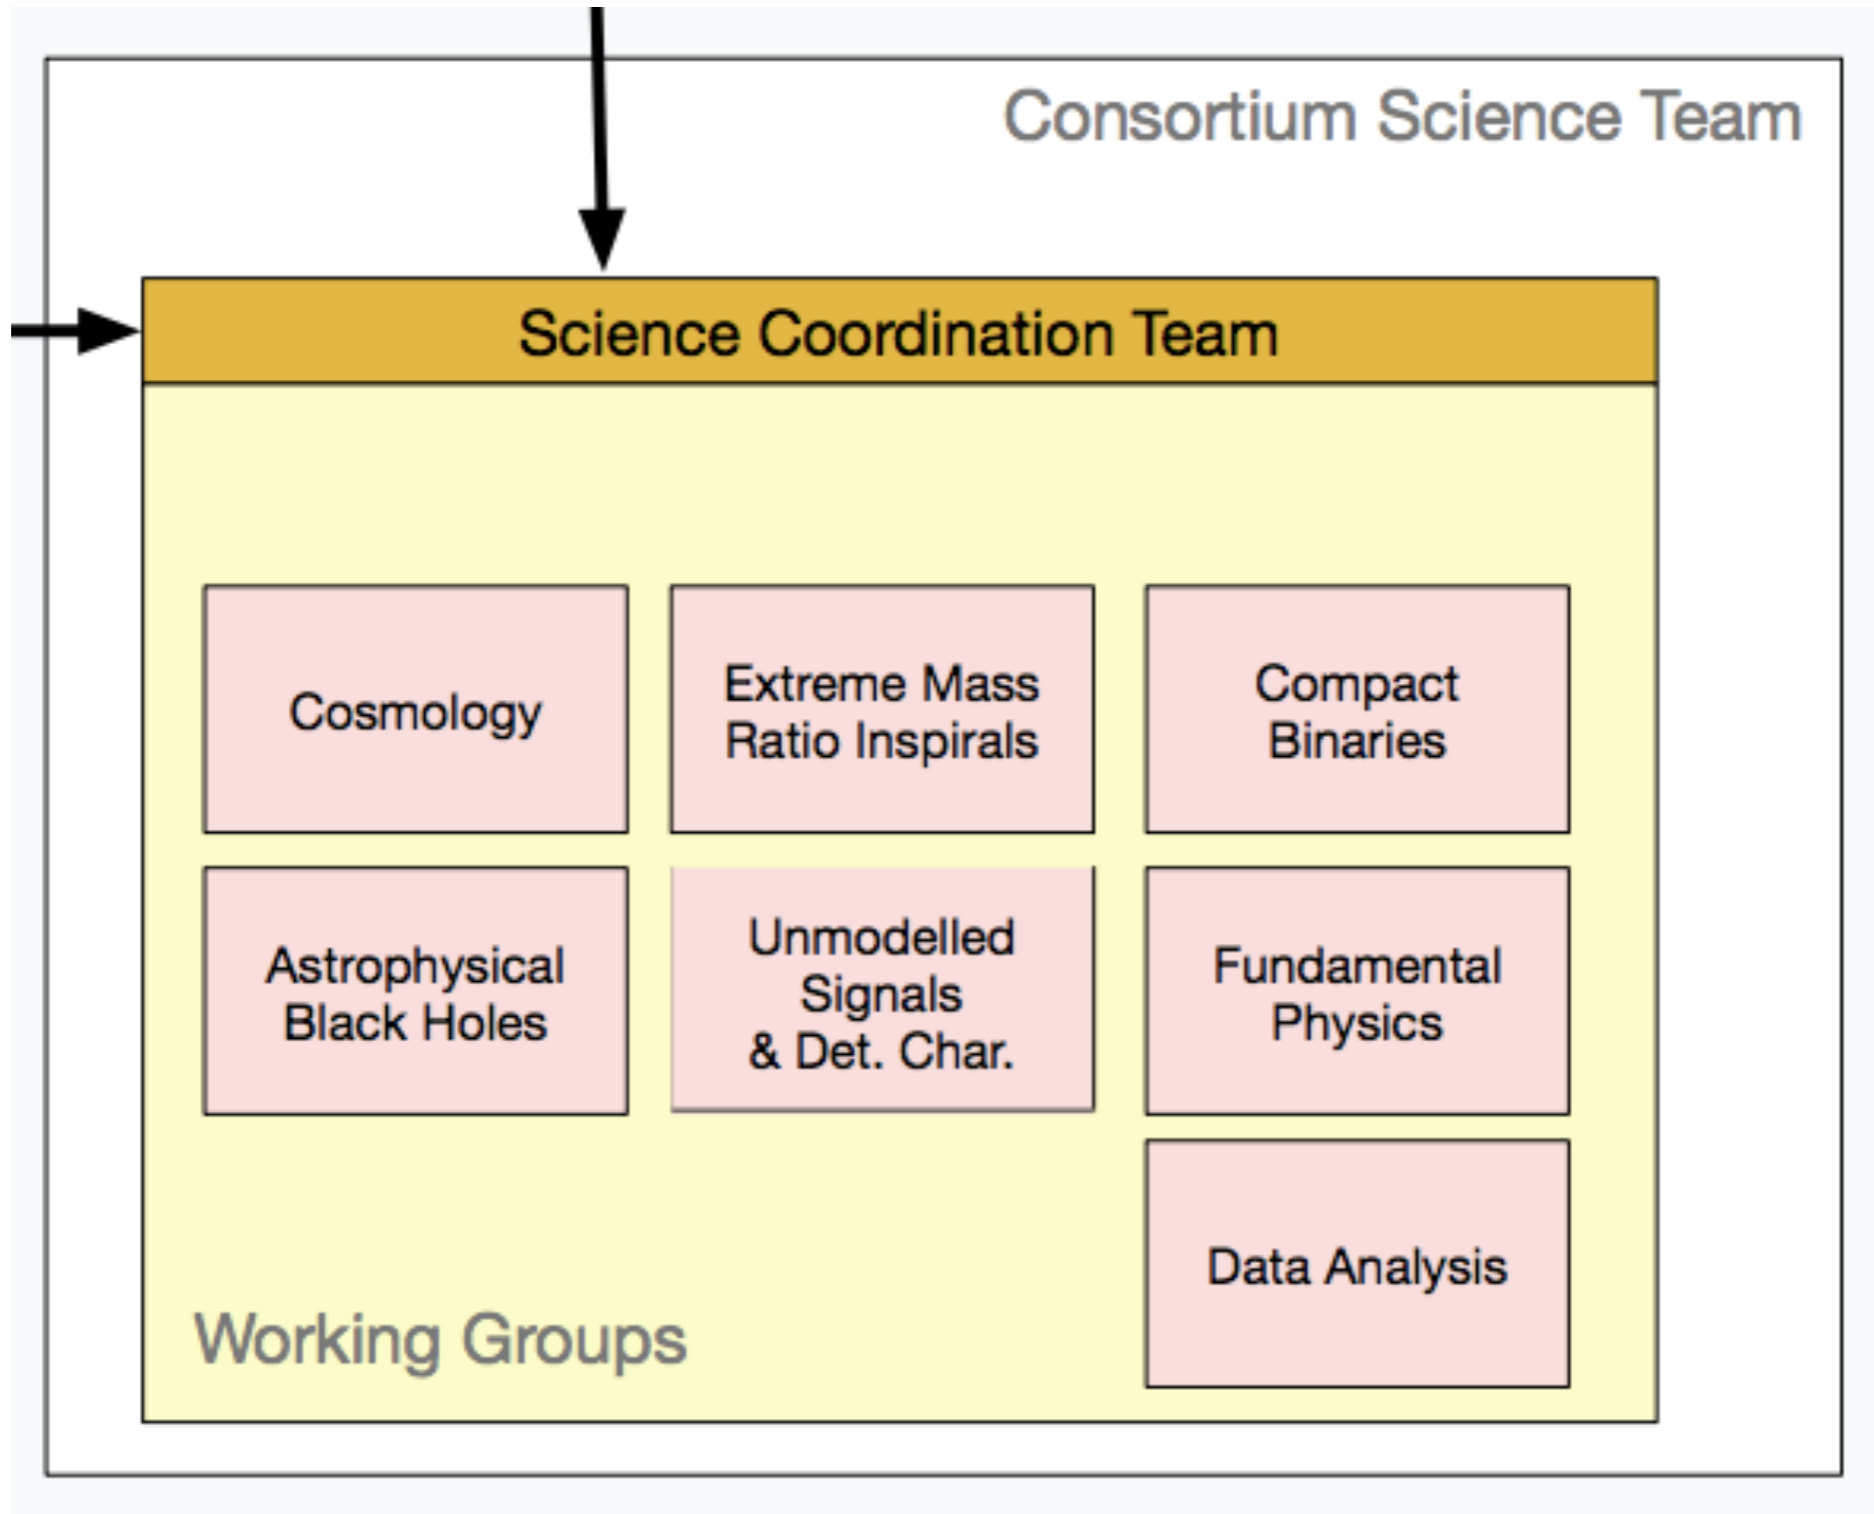 Consortium Science Team
Science Coordination Team
Cosmology
Extreme Mass
Ratio Inspirals
Compact
Binaries
Astrophysical
Black Holes
Unmodelled
Signals
& Det. Char.
Fundamental
Physics
Data Analysis
Working Groups